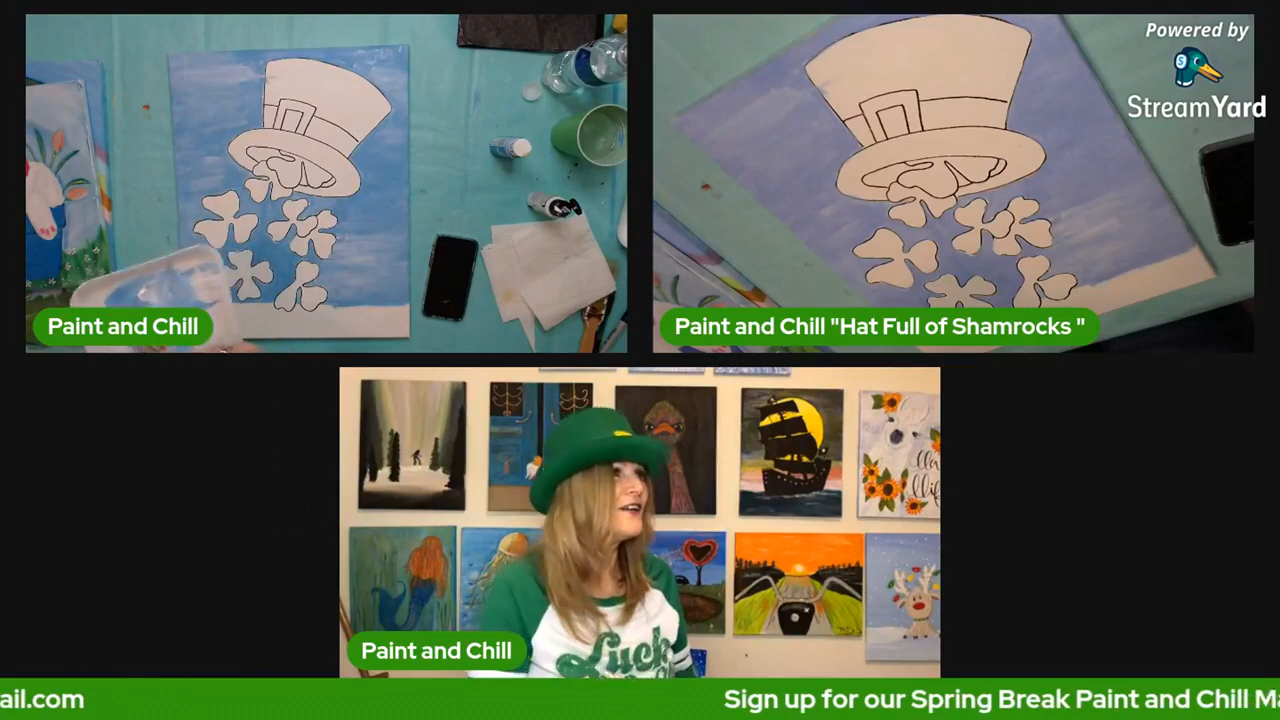 Powered by
StreamYard
Paint and Chill
Paint and Chill "Hat Full of Shamrocks "
Paint and Chill
Luck
ail.com
Sign up for our Spring Break Paint and Chill Ma